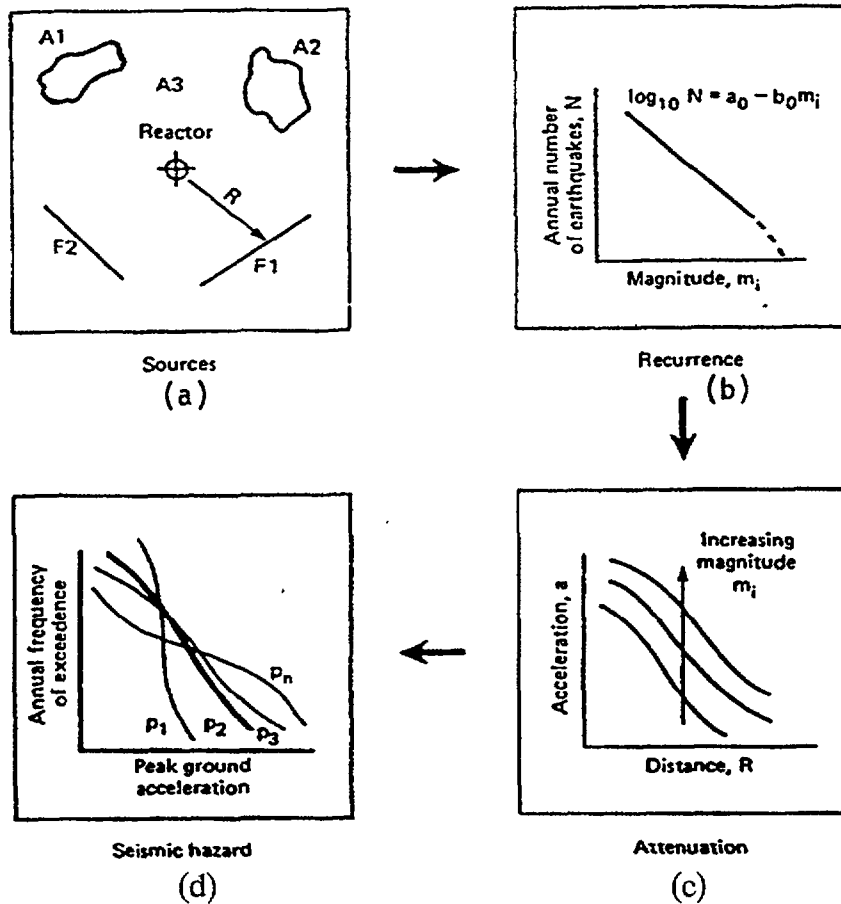 A1
A2
A3
Reactor
R
F2
F1
Sources
(a)
log₁₀ N = a₀ − b₀mᵢ
Annual number
of earthquakes, N
Magnitude, mᵢ
Recurrence
(b)
Increasing
magnitude
mᵢ
Acceleration, a
Distance, R
Attenuation
(c)
Annual frequency
of exceedence
pₙ
p₁
p₂
p₃
Peak ground
acceleration
Seismic hazard
(d)